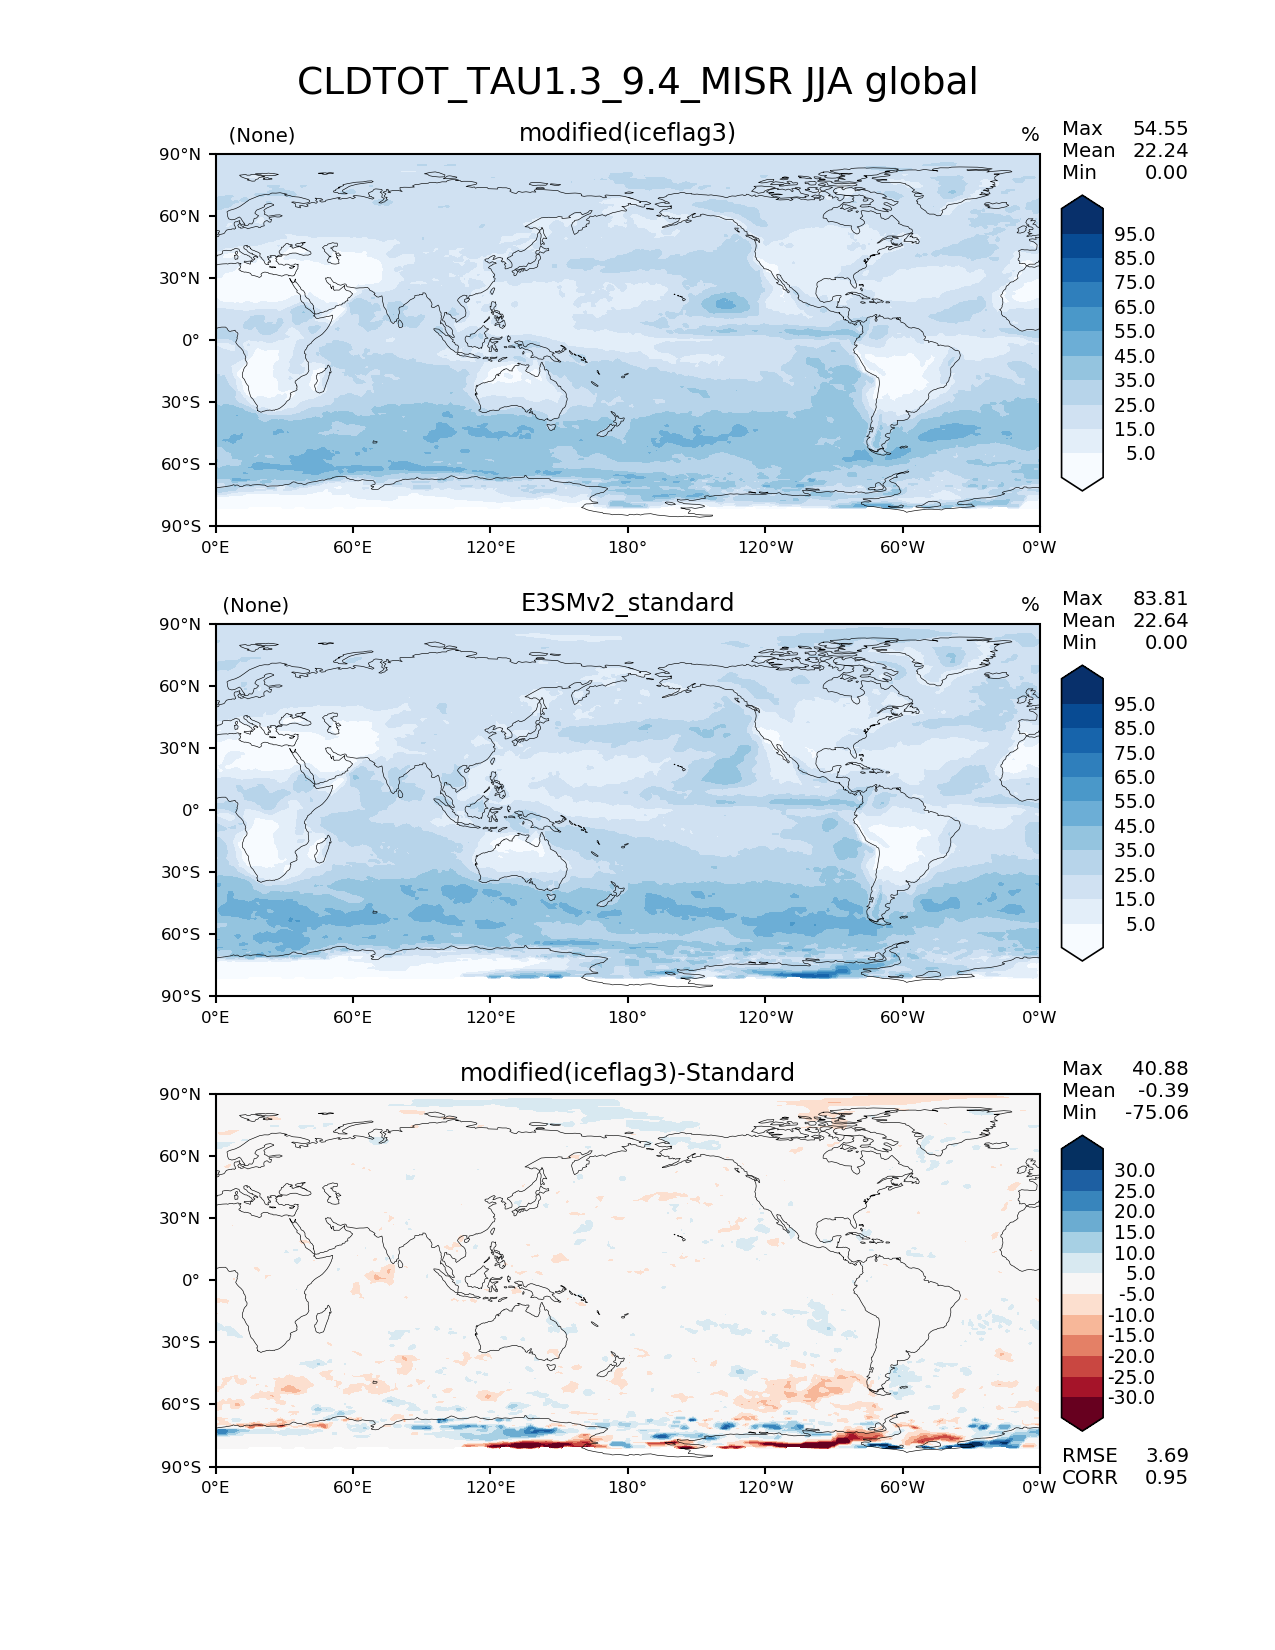 CLDTOT_TAU1.3_9.4_MISR JJA global
(None) modified(iceflag3) %
Max 54.55
Mean 22.24
Min 0.00
90°N
60°N
30°N
0°
30°S
60°S
90°S
0°E 60°E 120°E 180° 120°W 60°W 0°W
95.0
85.0
75.0
65.0
55.0
45.0
35.0
25.0
15.0
5.0
(None) E3SMv2_standard %
Max 83.81
Mean 22.64
Min 0.00
90°N
60°N
30°N
0°
30°S
60°S
90°S
0°E 60°E 120°E 180° 120°W 60°W 0°W
95.0
85.0
75.0
65.0
55.0
45.0
35.0
25.0
15.0
5.0
modified(iceflag3)-Standard
Max 40.88
Mean -0.39
Min -75.06
90°N
60°N
30°N
0°
30°S
60°S
90°S
0°E 60°E 120°E 180° 120°W 60°W 0°W
30.0
25.0
20.0
15.0
10.0
5.0
-5.0
-10.0
-15.0
-20.0
-25.0
-30.0
RMSE 3.69
CORR 0.95